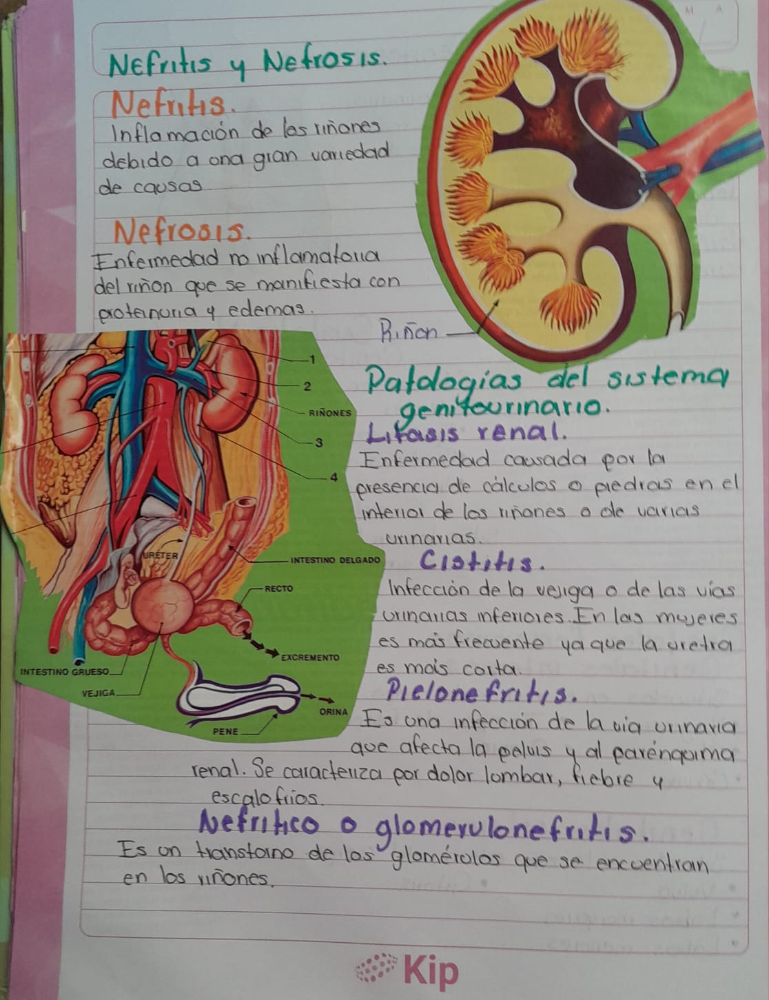 Nefritis y Nefrosis.
Nefritis.
Inflamación de los riñones
debido a una gran variedad
de causas
Nefrosis.
Enfermedad no inflamatoria
del riñon que se manifiesta con
proteinuria y edemas.
Riñon
1
2
RIÑONES
3
4
URÉTER
INTESTINO DELGADO
RECTO
EXCREMENTO
INTESTINO GRUESO
VEJIGA
ORINA
PENE
Patologías del sistema
genitourinario.
Litasis renal.
Enfermedad causada por la
presencia de cálculos o piedras en el
interior de los riñones o de varias
urinarias.
Cistitis.
Infección de la vejiga o de las vías
urinarias inferiores. En las mujeres
es más frecuente ya que la uretra
es más corta.
Pielonefritis.
Es una infección de la vía urinaria
que afecta la pelvis y al parénquima
renal. Se caracteriza por dolor lumbar, fiebre y
escalofríos.
Nefritico o glomerulonefritis.
Es un transtorno de los glomérulos que se encuentran
en los riñones.
Kip